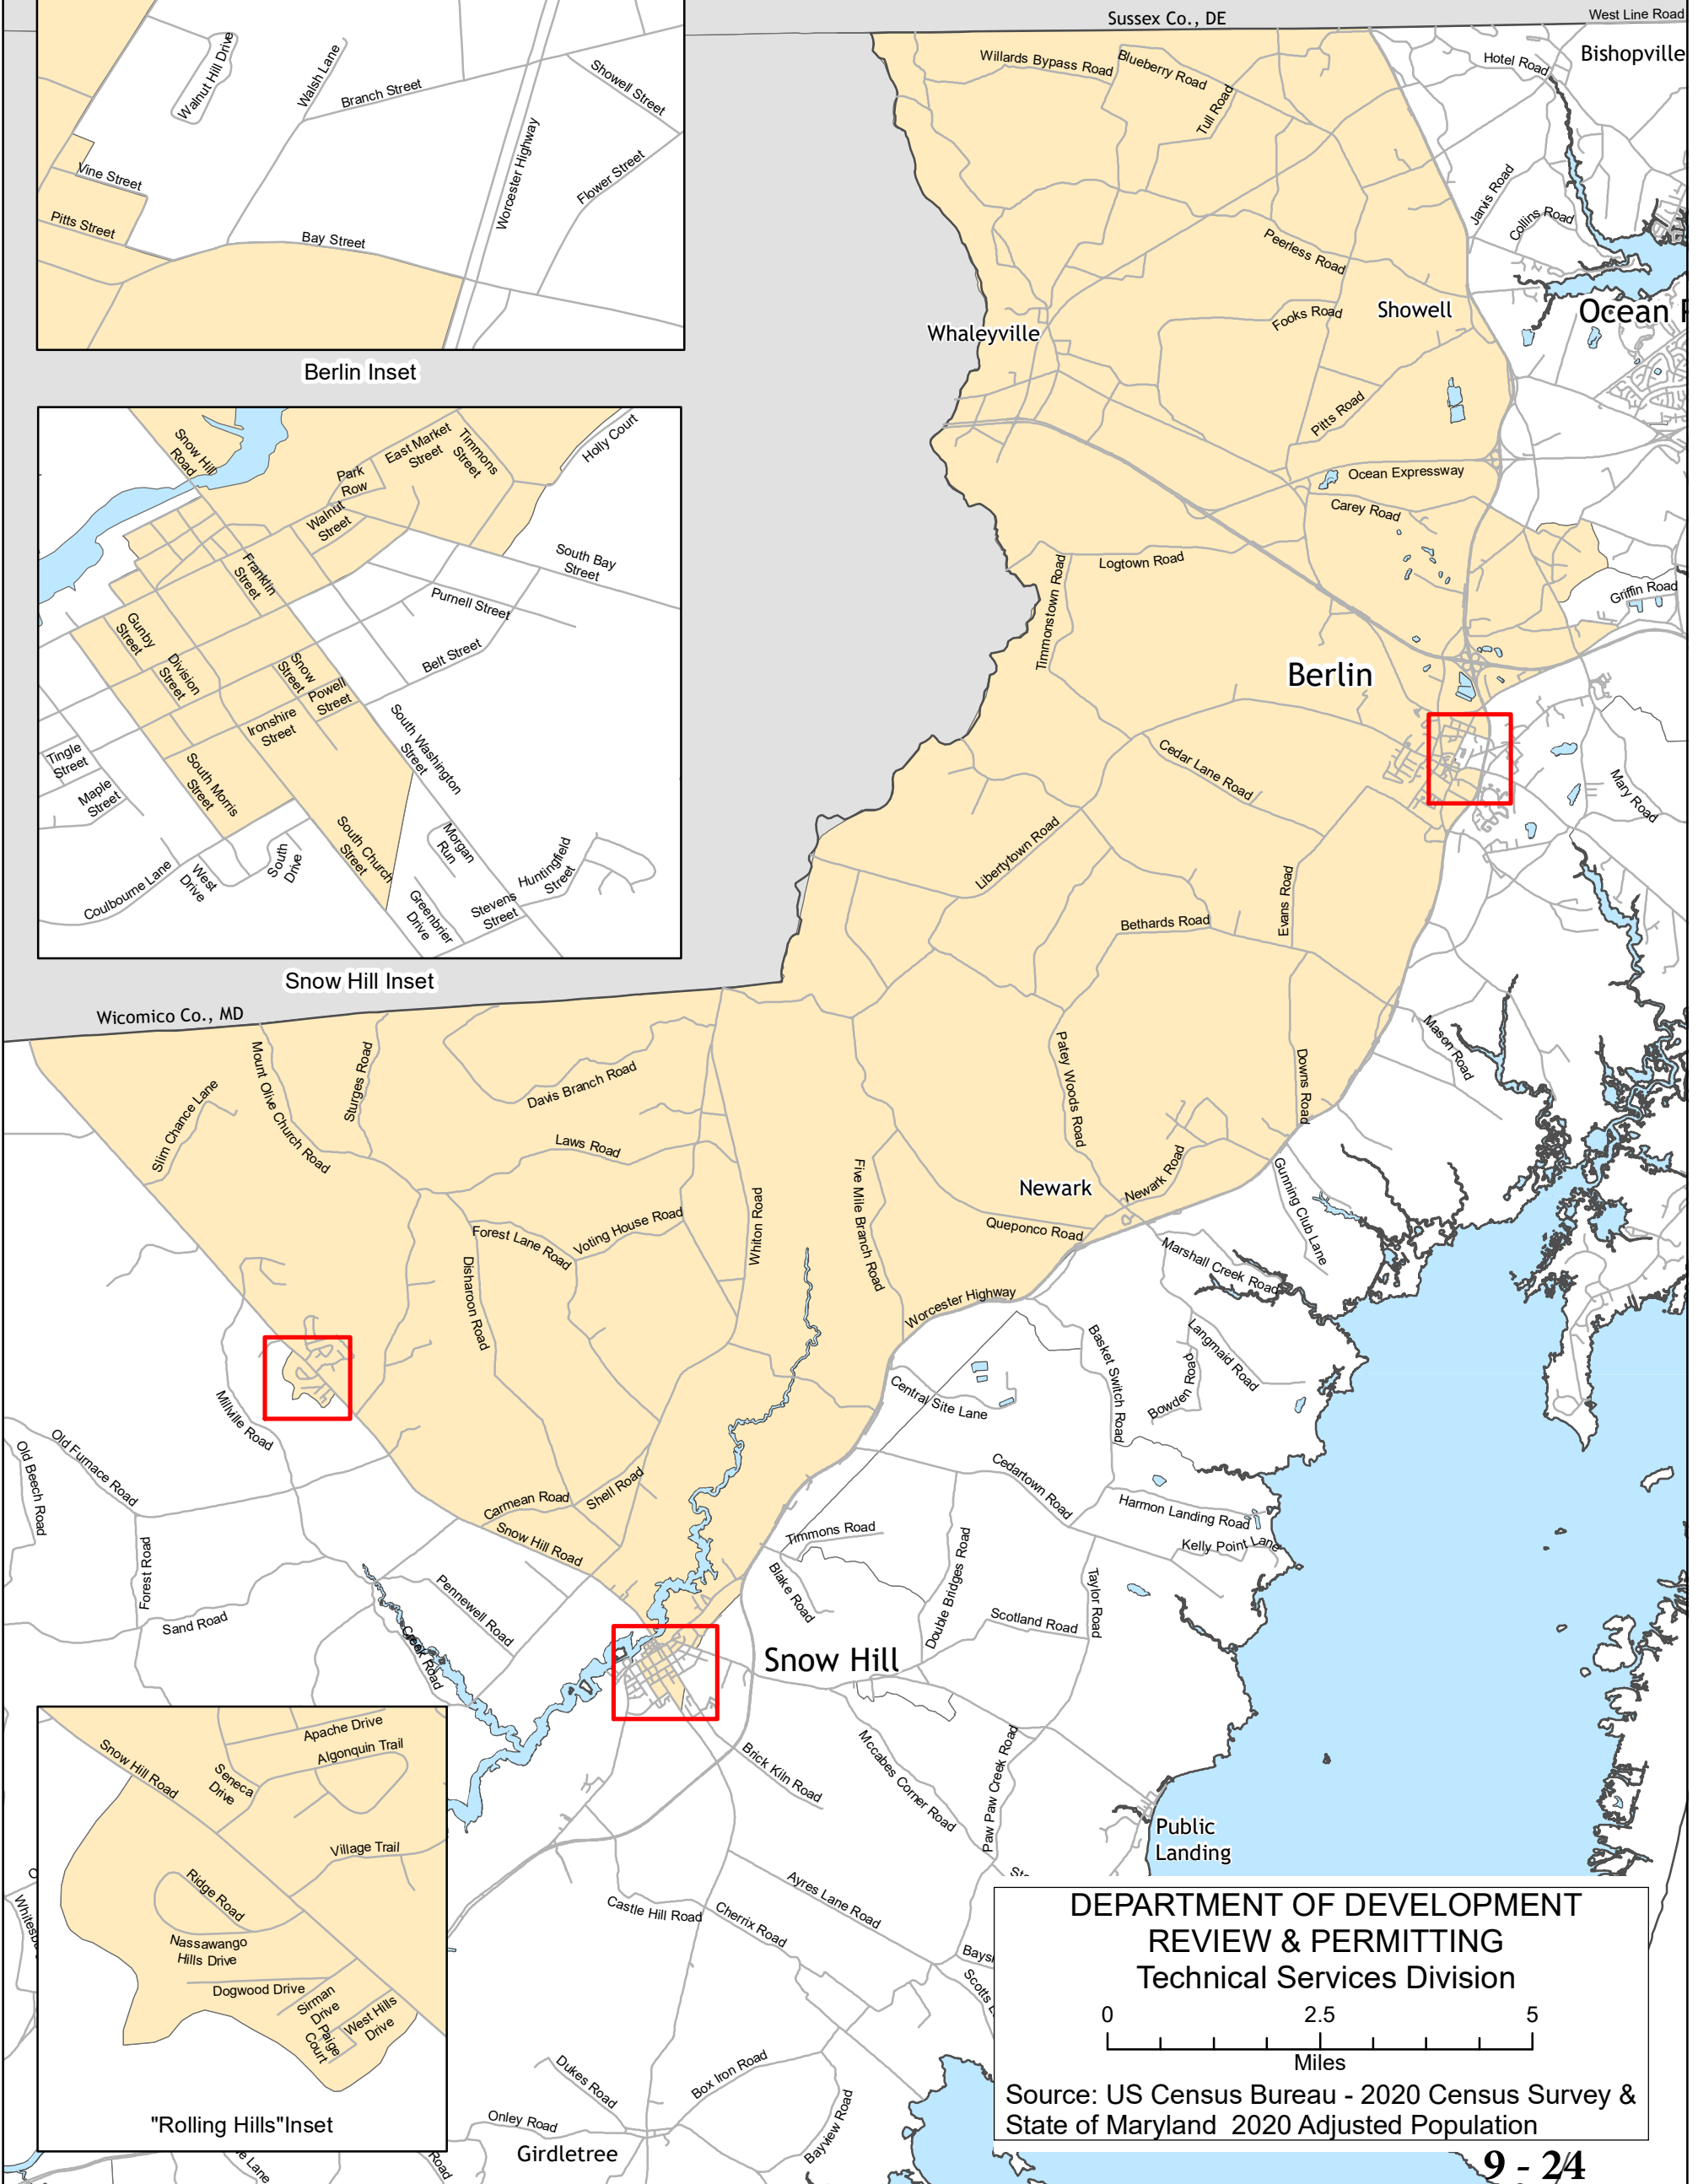 Sussex Co., DE
West Line Road
Bishopville
Hotel Road
Willards Bypass Road
Blueberry Road
Tull Road
Jarvis Road
Collins Road
Peerless Road
Fooks Road
Showell
Ocean
Whaleyville
Pitts Road
Ocean Expressway
Carey Road
Logtown Road
Timmonstown Road
Griffin Road
Berlin
Cedar Lane Road
Mary Road
Libertytown Road
Evans Road
Bethards Road
Walnut Hill Drive
Walsh Lane
Branch Street
Showell Street
Worcester Highway
Flower Street
Vine Street
Pitts Street
Bay Street
Berlin Inset
Snow Hill
Road
East Market
Street
Timmons
Street
Holly Court
Park
Row
Walnut
Street
Franklin
Street
South Bay
Street
Purnell Street
Belt Street
Gunby
Street
Division
Street
Snow
Street
Powell
Street
Ironshire
Street
South Washington
Street
Tingle
Street
Maple
Street
South Morris
Street
South Church
Street
Morgan
Run
South
Drive
West
Drive
Coulbourne Lane
Greenbrier
Drive
Stevens
Street
Huntingfield
Street
Snow Hill Inset
Wicomico Co., MD
Mount Olive Church Road
Sturges Road
Slim Chance Lane
Davis Branch Road
Laws Road
Patey Woods Road
Downs Road
Mason Road
Five Mile Branch Road
Whiton Road
Newark
Newark Road
Queponco Road
Gunning Club Lane
Marshall Creek Road
Forest Lane Road
Voting House Road
Disharoon Road
Worcester Highway
Langmaid Road
Bowden Road
Basket Switch Road
Central Site Lane
Millville Road
Old Furnace Road
Old Beech Road
Cedartown Road
Harmon Landing Road
Kelly Point Lane
Carmean Road
Shell Road
Snow Hill Road
Timmons Road
Blake Road
Double Bridges Road
Taylor Road
Scotland Road
Forest Road
Sand Road
Pennewell Road
Creek Road
Snow Hill
Brick Kiln Road
Mccabes Corner Road
Paw Paw Creek Road
Public
Landing
Apache Drive
Algonquin Trail
Snow Hill Road
Seneca
Drive
Village Trail
Ridge Road
Nassawango
Hills Drive
Dogwood Drive
Sirman
Drive
West Hills
Drive
Paige
Court
"Rolling Hills"Inset
Castle Hill Road
Cherrix Road
Ayres Lane Road
Dukes Road
Box Iron Road
Onley Road
Girdletree
Bayview Road
Road
DEPARTMENT OF DEVELOPMENT
REVIEW & PERMITTING
Technical Services Division
0 2.5 5
Miles
Source: US Census Bureau - 2020 Census Survey &
State of Maryland 2020 Adjusted Population
9 - 24